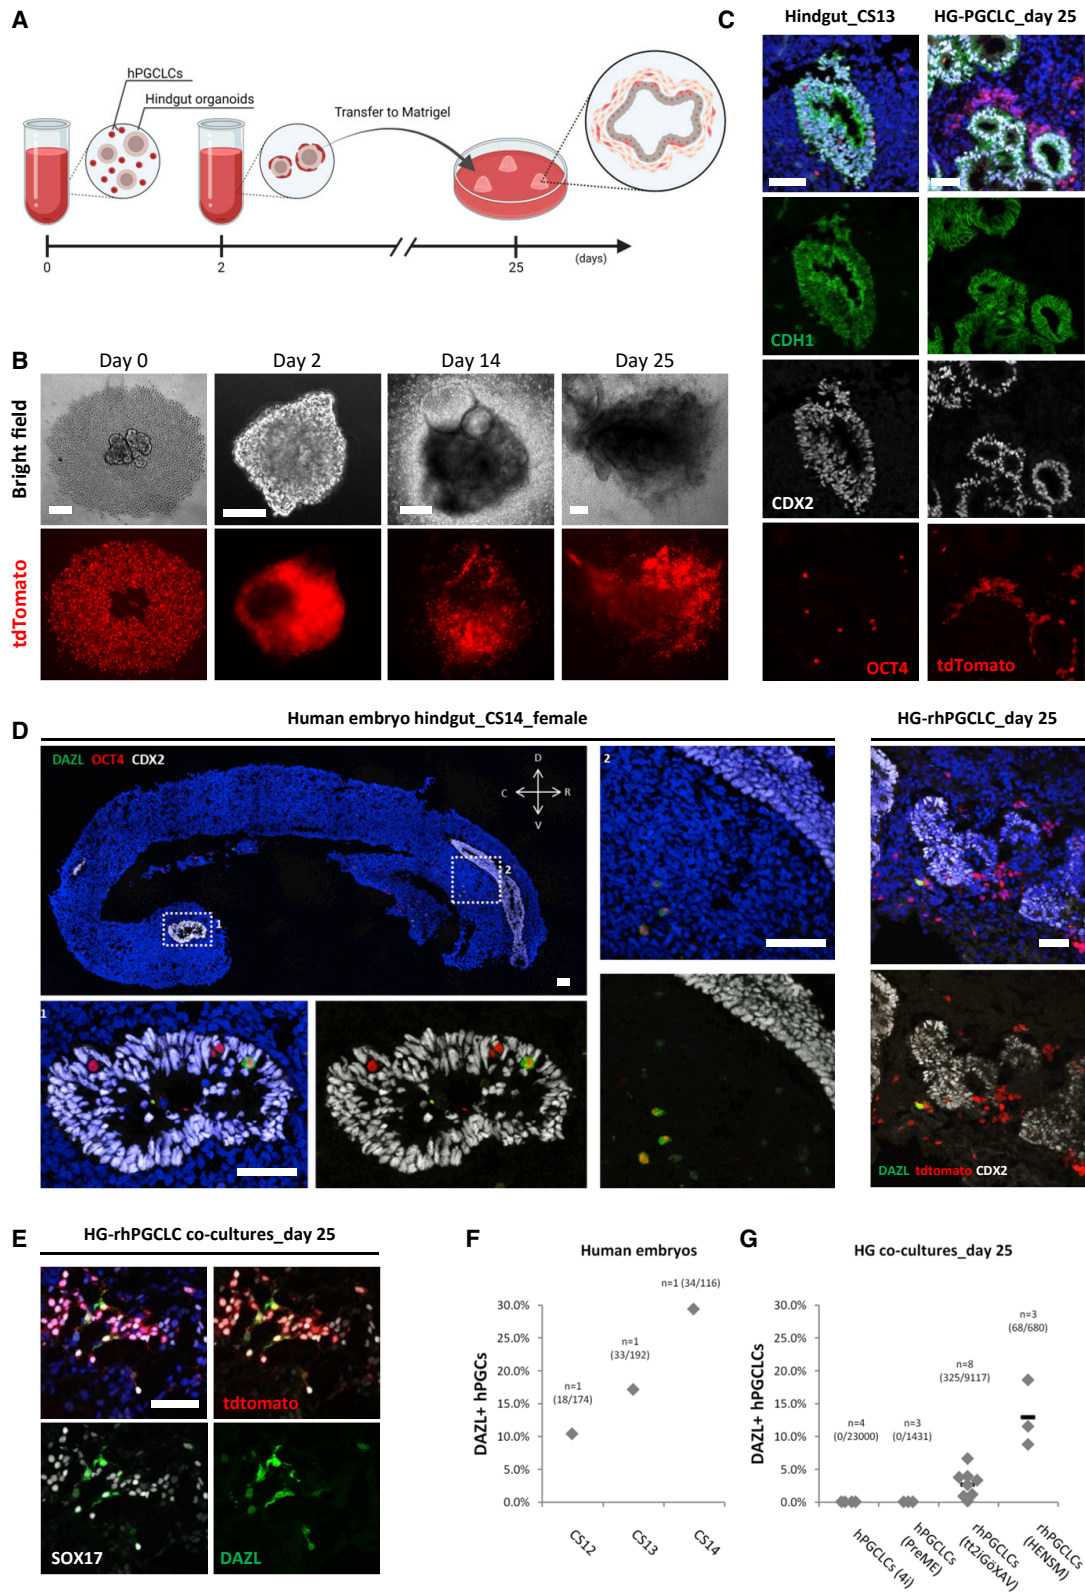 A
hPGCLCs
Hindgut organoids
Transfer to Matrigel
0
2
25
(days)
B
Day 0
Day 2
Day 14
Day 25
Bright field
tdTomato
C
Hindgut_CS13
HG-PGCLC_day 25
CDH1
CDX2
OCT4
tdTomato
D
Human embryo hindgut_CS14_female
HG-rhPGCLC_day 25
DAZL OCT4 CDX2
D
C
R
V
1
2
2
1
DAZL tdtomato CDX2
E
HG-rhPGCLC co-cultures_day 25
tdtomato
SOX17
DAZL
F
Human embryos
DAZL+ hPGCs
30.0%
25.0%
20.0%
15.0%
10.0%
5.0%
0.0%
n=1
(18/174)
n=1
(33/192)
n=1 (34/116)
CS12
CS13
CS14
G
HG co-cultures_day 25
DAZL+ hPGCLCs
30.0%
25.0%
20.0%
15.0%
10.0%
5.0%
0.0%
n=4
(0/23000)
n=3
(0/1431)
n=8
(325/9117)
n=3
(68/680)
hPGCLCs (4i)
hPGCLCs
(PreME)
rhPGCLCs
(tt2iGöXAV)
rhPGCLCs
(HENSM)